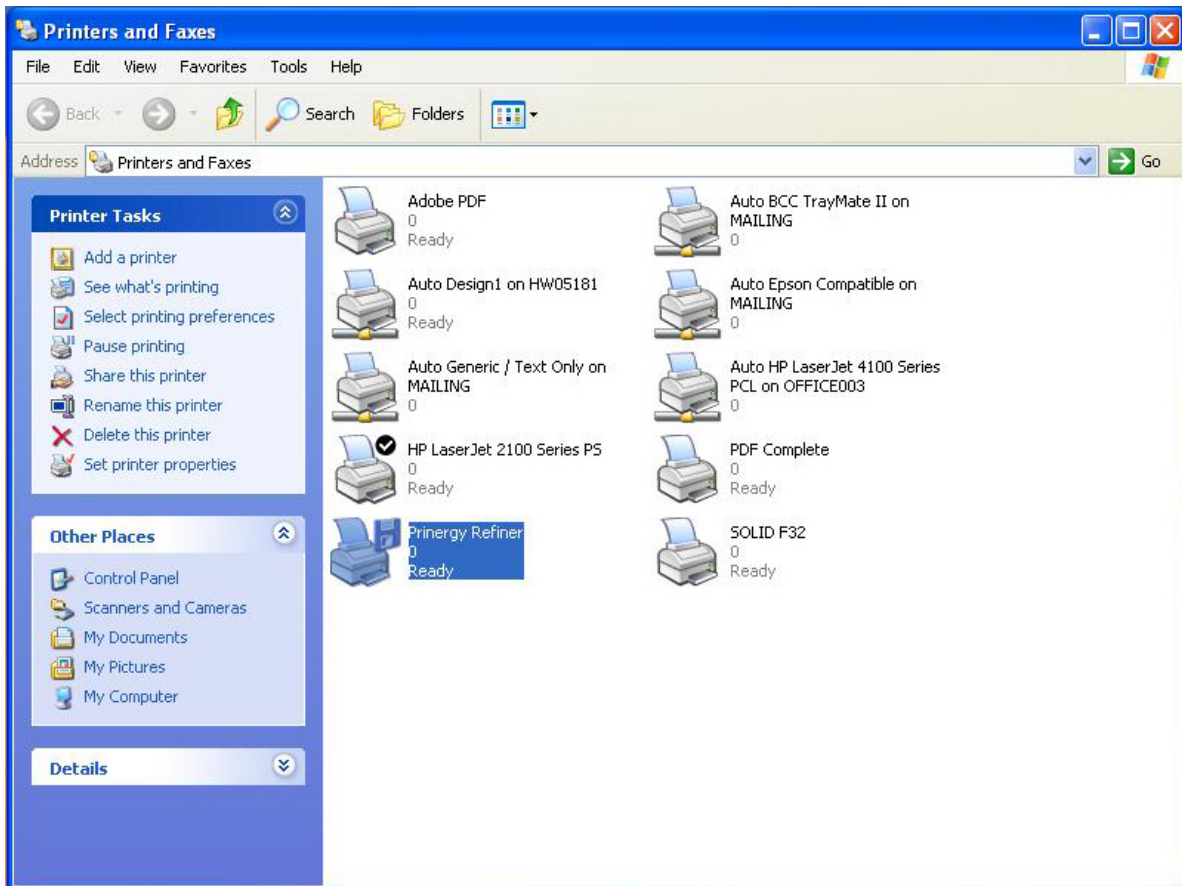 Printers and Faxes
File Edit View Favorites Tools Help
Back Search Folders
Address Printers and Faxes Go
Printer Tasks
Add a printer
See what's printing
Select printing preferences
Pause printing
Share this printer
Rename this printer
Delete this printer
Set printer properties
Other Places
Control Panel
Scanners and Cameras
My Documents
My Pictures
My Computer
Details
Adobe PDF
0
Ready
Auto BCC TrayMate II on
MAILING
0
Auto Design1 on HW05181
0
Ready
Auto Epson Compatible on
MAILING
0
Auto Generic / Text Only on
MAILING
0
Auto HP LaserJet 4100 Series
PCL on OFFICE003
0
HP LaserJet 2100 Series PS
0
Ready
PDF Complete
0
Ready
Prinergy Refiner
0
Ready
SOLID F32
0
Ready